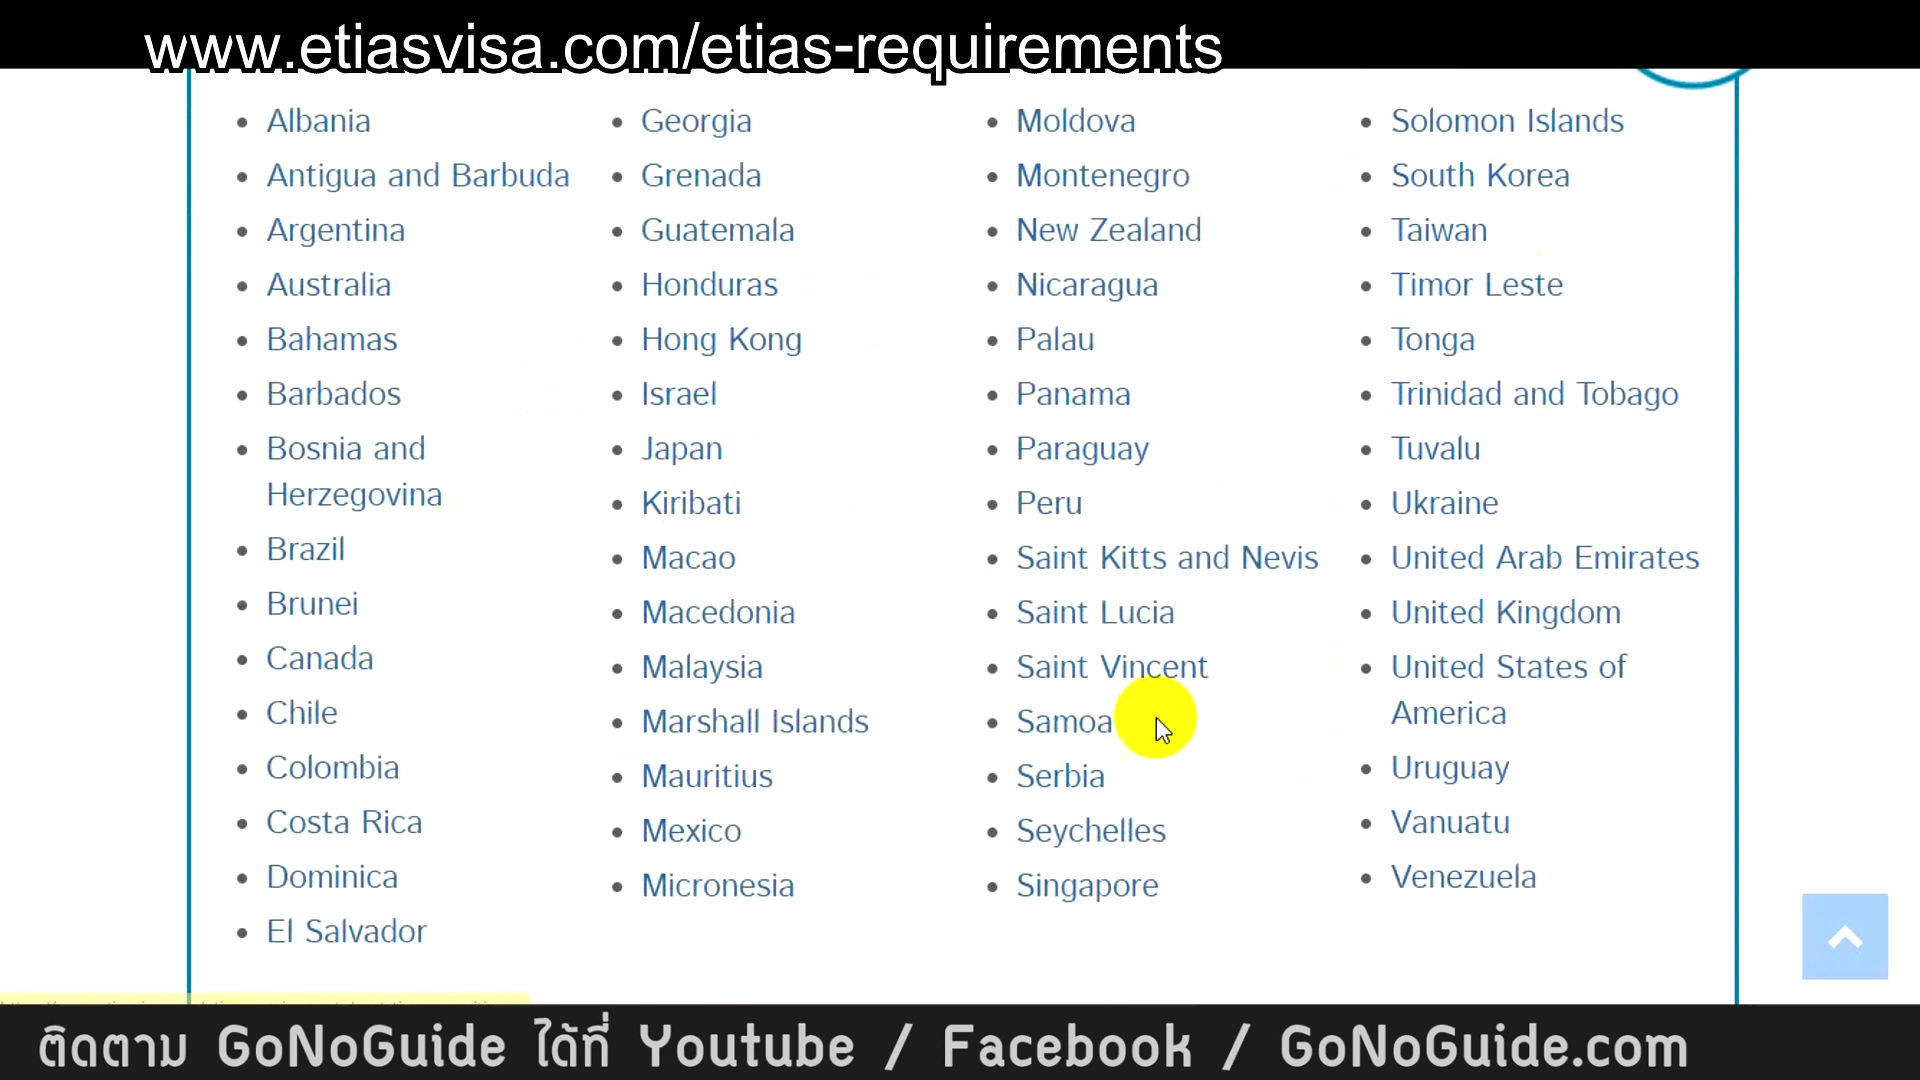 www.etiasvisa.com/etias-requirements
Albania
Antigua and Barbuda
Argentina
Australia
Bahamas
Barbados
Bosnia and
Herzegovina
Brazil
Brunei
Canada
Chile
Colombia
Costa Rica
Dominica
El Salvador
Georgia
Grenada
Guatemala
Honduras
Hong Kong
Israel
Japan
Kiribati
Macao
Macedonia
Malaysia
Marshall Islands
Mauritius
Mexico
Micronesia
Moldova
Montenegro
New Zealand
Nicaragua
Palau
Panama
Paraguay
Peru
Saint Kitts and Nevis
Saint Lucia
Saint Vincent
Samoa
Serbia
Seychelles
Singapore
Solomon Islands
South Korea
Taiwan
Timor Leste
Tonga
Trinidad and Tobago
Tuvalu
Ukraine
United Arab Emirates
United Kingdom
United States of
America
Uruguay
Vanuatu
Venezuela
ติดตาม GoNoGuide ได้ที่ Youtube / Facebook / GoNoGuide.com